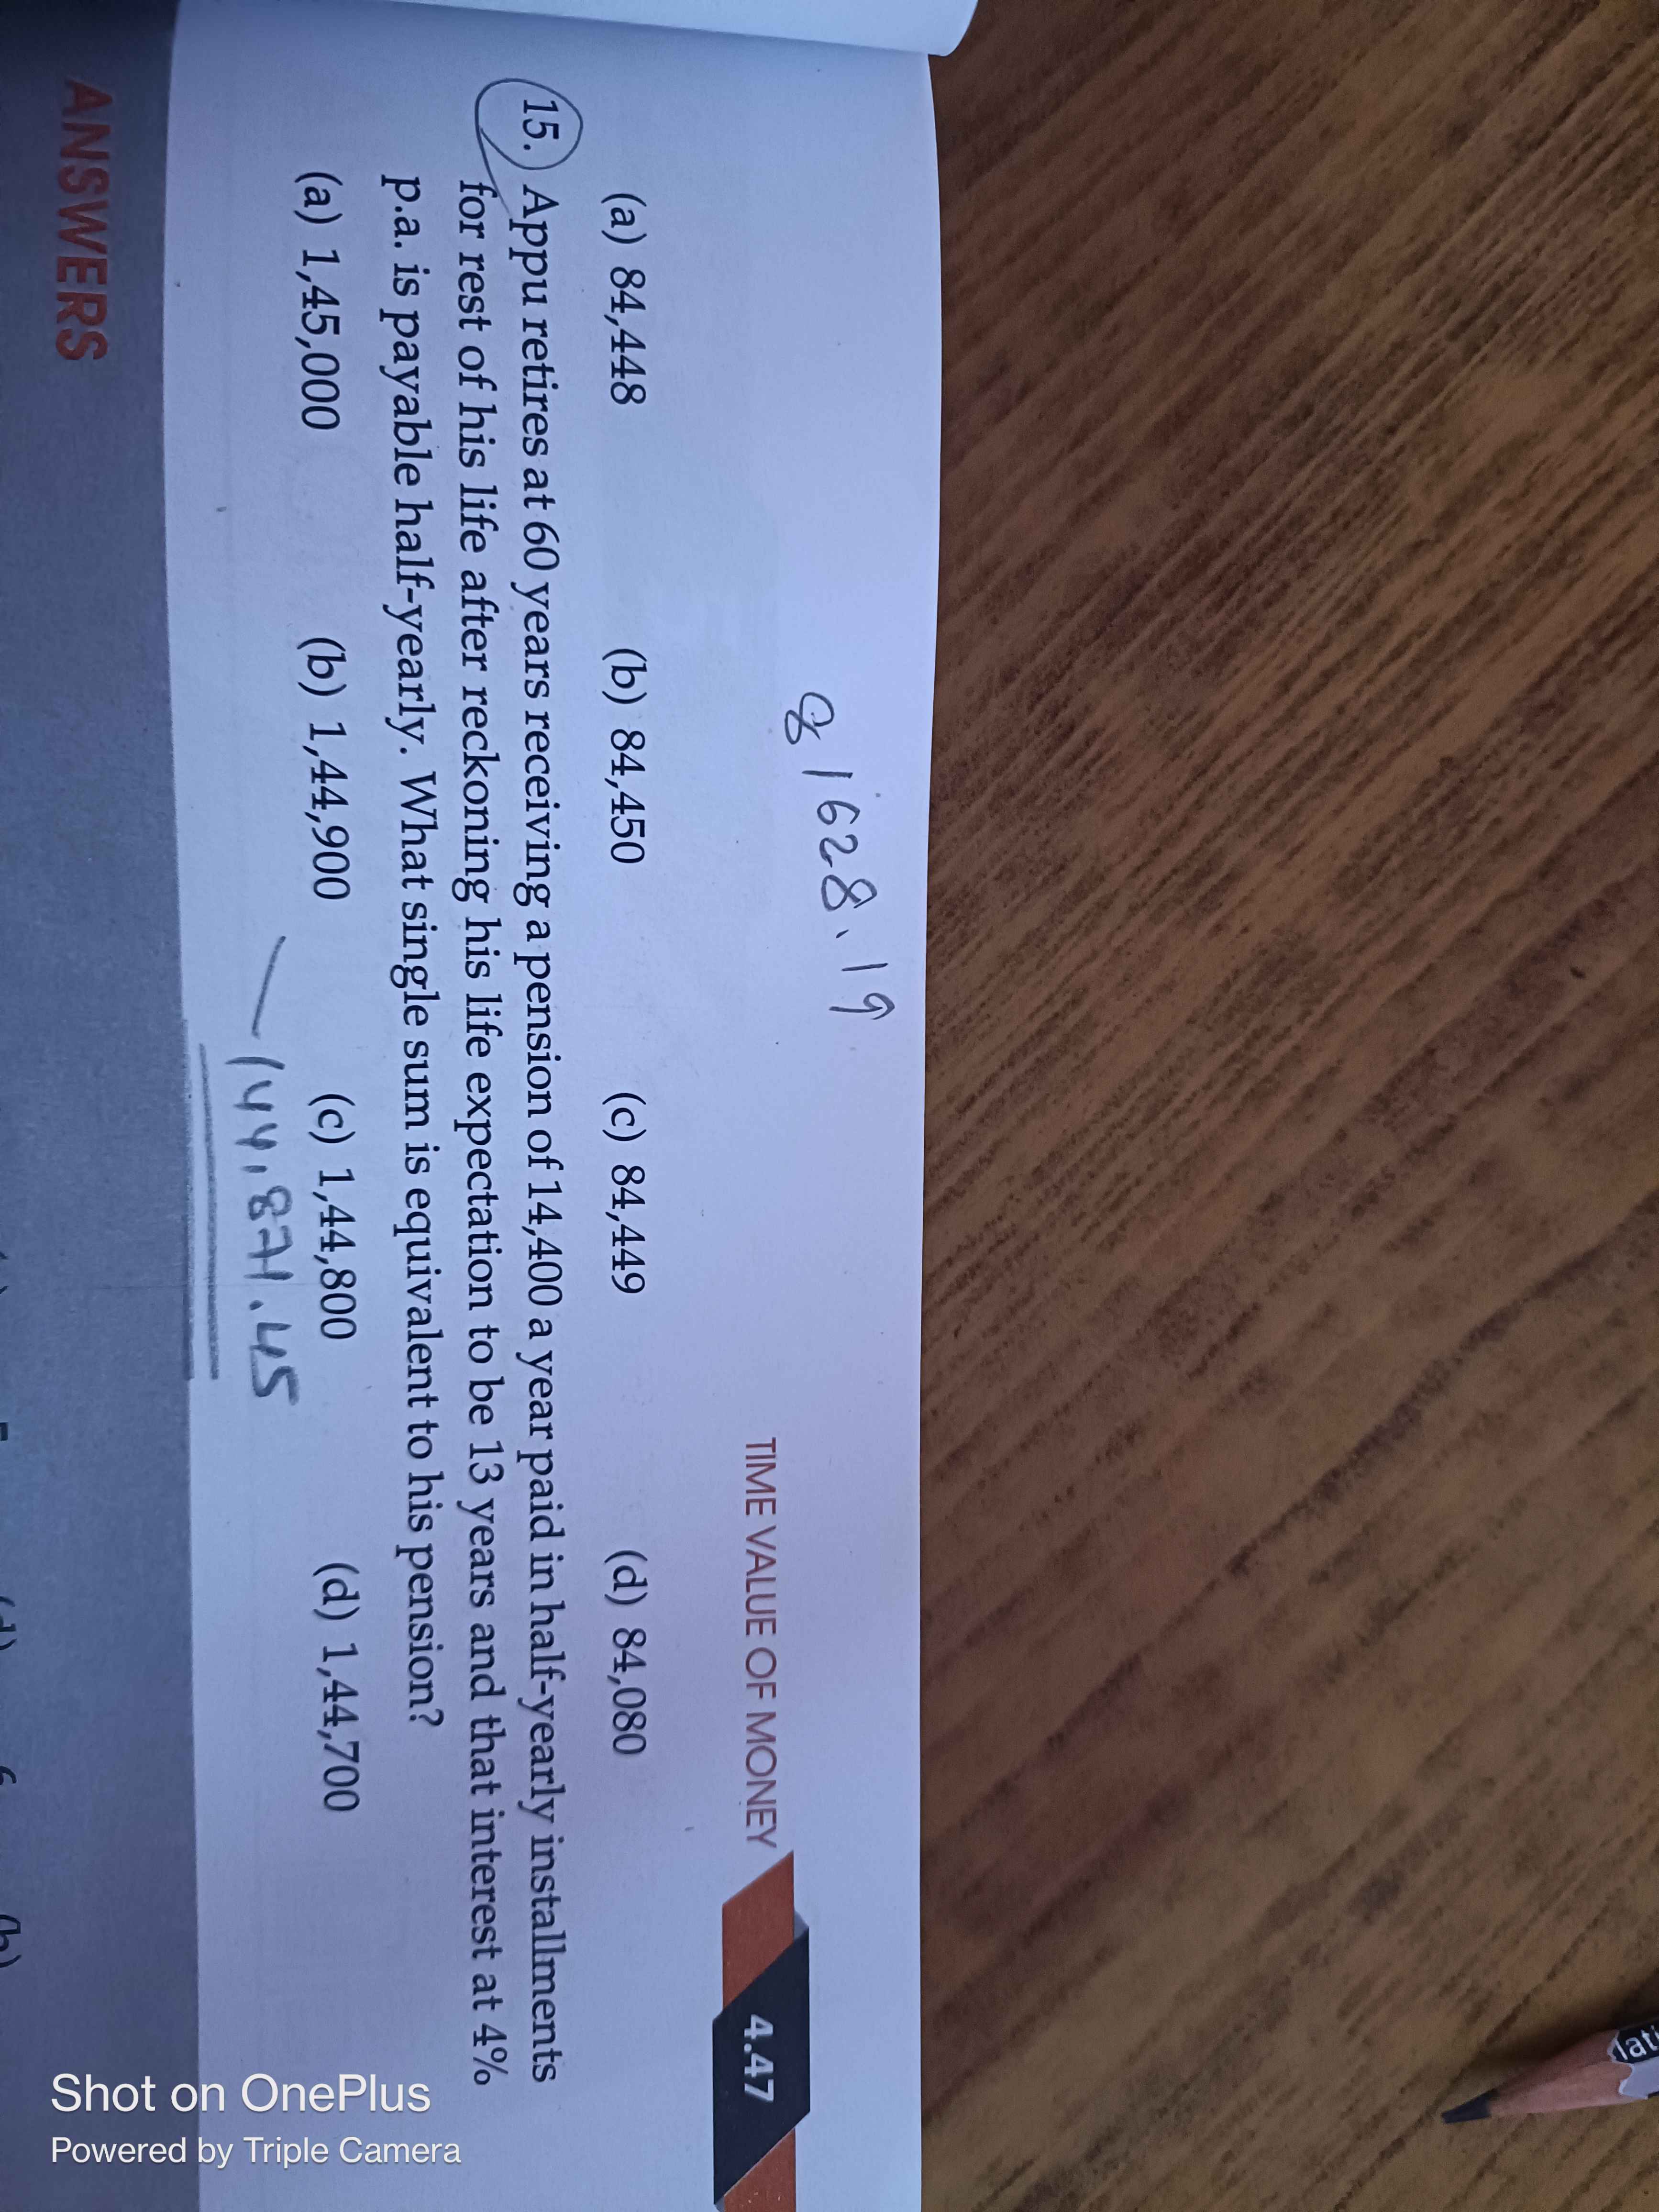 8 1628.19
TIME VALUE OF MONEY 4.47
(a) 84,448 (b) 84,450 (c) 84,449 (d) 84,080
15. Appu retires at 60 years receiving a pension of 14,400 a year paid in half-yearly installments
for rest of his life after reckoning his life expectation to be 13 years and that interest at 4%
p.a. is payable half-yearly. What single sum is equivalent to his pension?
(a) 1,45,000 (b) 1,44,900 (c) 1,44,800 (d) 1,44,700
144,871.45
ANSWERS
lati
Shot on OnePlus
Powered by Triple Camera